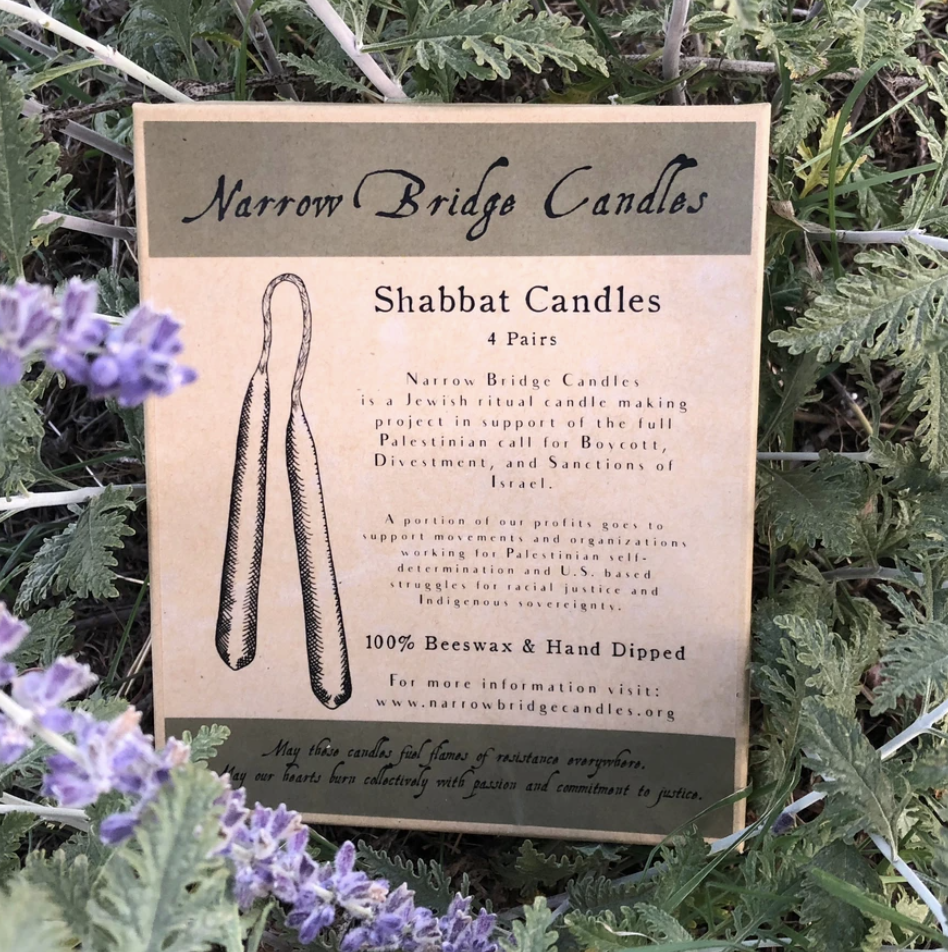 Narrow Bridge Candles
Shabbat Candles
4 Pairs
Narrow Bridge Candles
is a Jewish ritual candle making
project in support of the full
Palestinian call for Boycott,
Divestment, and Sanctions of
Israel.
A portion of our profits goes to
support movements and organizations
working for Palestinian self-
determination and U.S. based
struggles for racial justice and
Indigenous sovereignty.
100% Beeswax & Hand Dipped
For more information visit:
www.narrowbridgecandles.org
May these candles fuel flames of resistance everywhere.
May our hearts burn collectively with passion and commitment to justice.